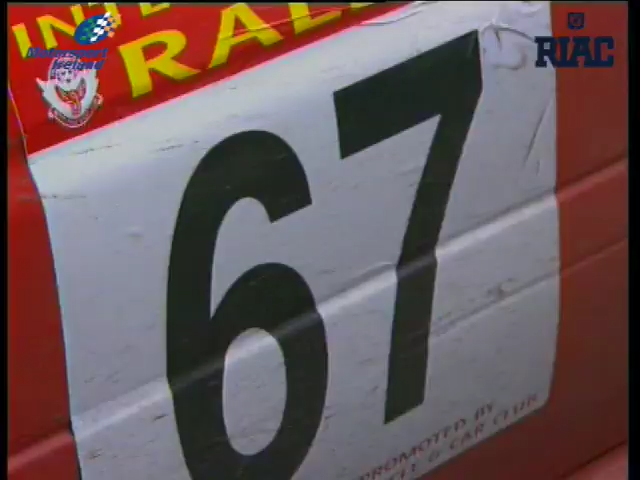 Motorsport
Ireland
RIAC
RALL
67
PROMOTED BY
& CAR CLUB